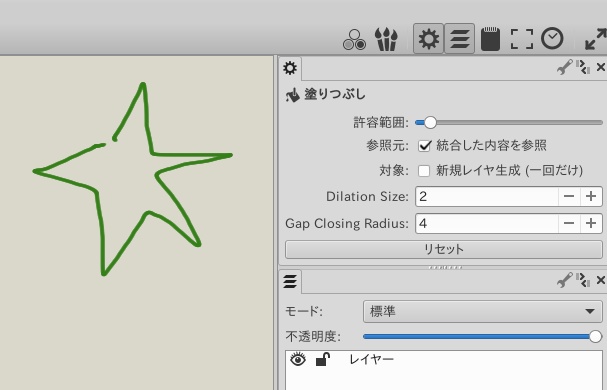 塗りつぶし
許容範囲:
参照元: 統合した内容を参照
対象: 新規レイヤ生成 (一回だけ)
Dilation Size: 2
Gap Closing Radius: 4
リセット
モード: 標準
不透明度:
レイヤー